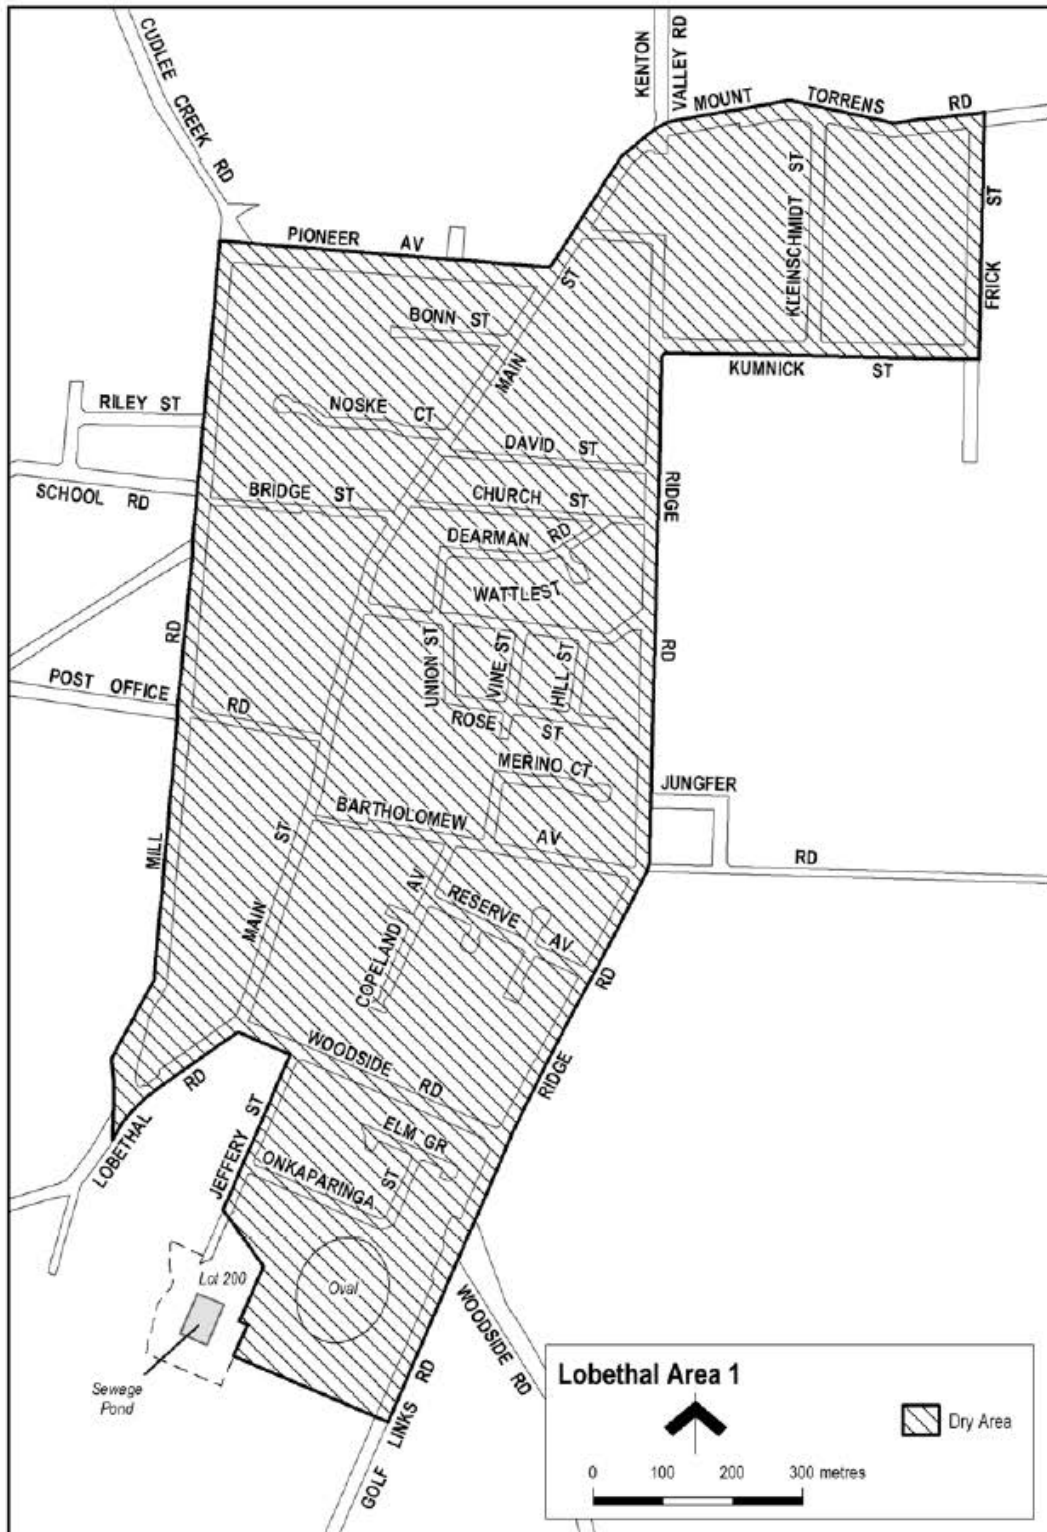 CUDLEE CREEK RD
KENTON
VALLEY RD
MOUNT TORRENS RD
KLEINSCHMIDT ST
FRICK ST
PIONEER AV
BONN ST
MAIN ST
KUMNICK ST
RILEY ST
NOSKE CT
DAVID ST
SCHOOL RD
BRIDGE ST
CHURCH ST
RIDGE RD
DEARMAN RD
WATTLE ST
UNION ST
VINE ST
HILL ST
POST OFFICE RD
ROSE ST
MERINO CT
JUNGFER RD
MILL RD
BARTHOLOMEW AV
MAIN ST
COPELAND AV
RESERVE AV
RIDGE RD
WOODSIDE RD
LOBETHAL RD
JEFFERY ST
ELM GR
ONKAPARINGA ST
Lot 200
Oval
Sewage
Pond
WOODSIDE RD
GOLF LINKS RD
Lobethal Area 1
Dry Area
0 100 200 300 metres